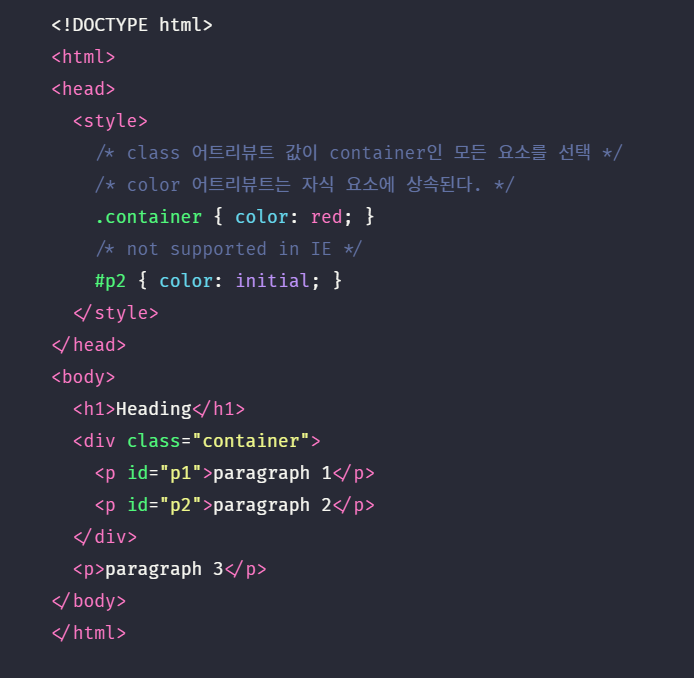 <!DOCTYPE html>
<html>
<head>
<style>
/* class 어트리뷰트 값이 container인 모든 요소를 선택 */
/* color 어트리뷰트는 자식 요소에 상속된다. */
.container { color: red; }
/* not supported in IE */
#p2 { color: initial; }
</style>
</head>
<body>
<h1>Heading</h1>
<div class="container">
<p id="p1">paragraph 1</p>
<p id="p2">paragraph 2</p>
</div>
<p>paragraph 3</p>
</body>
</html>